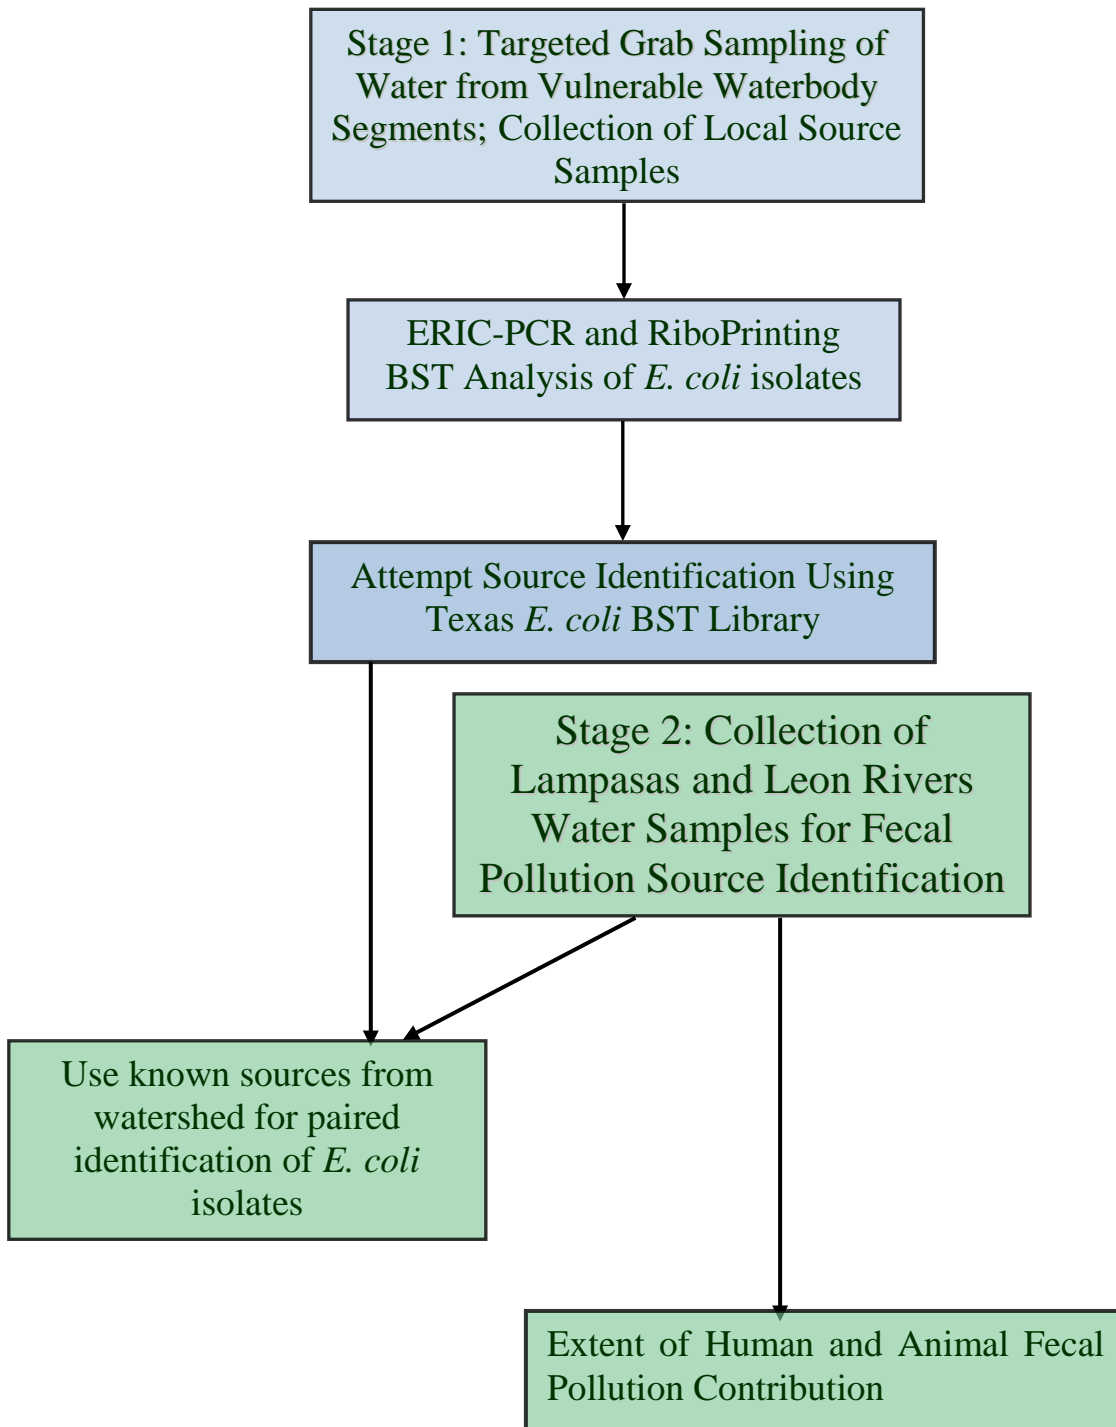 Stage 1: Targeted Grab Sampling of
Water from Vulnerable Waterbody
Segments; Collection of Local Source
Samples
ERIC-PCR and RiboPrinting
BST Analysis of E. coli isolates
Attempt Source Identification Using
Texas E. coli BST Library
Stage 2: Collection of
Lampasas and Leon Rivers
Water Samples for Fecal
Pollution Source Identification
Use known sources from
watershed for paired
identification of E. coli
isolates
Extent of Human and Animal Fecal
Pollution Contribution